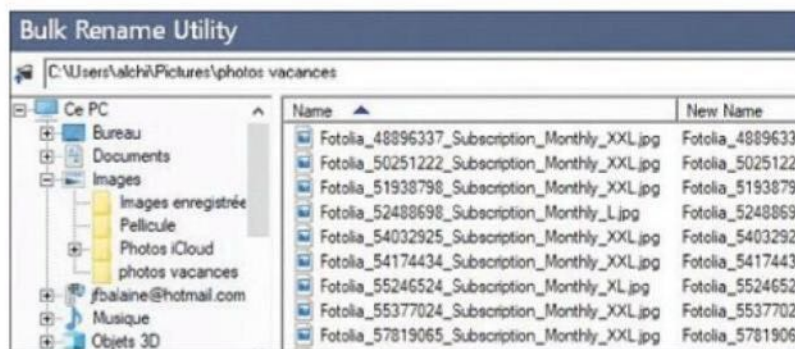 Bulk Rename Utility
C:\Users\alchi\Pictures\photos vacances
Ce PC
Bureau
Documents
Images
Images enregistrée
Pellicule
Photos iCloud
photos vacances
jfbalaine@hotmail.com
Musique
Objets 3D
Name New Name
Fotolia_48896337_Subscription_Monthly_XXL.jpg Fotolia_4889633
Fotolia_50251222_Subscription_Monthly_XXL.jpg Fotolia_5025122
Fotolia_51938798_Subscription_Monthly_XXL.jpg Fotolia_5193879
Fotolia_52488698_Subscription_Monthly_L.jpg Fotolia_5248869
Fotolia_54032925_Subscription_Monthly_XXL.jpg Fotolia_5403292
Fotolia_54174434_Subscription_Monthly_XXL.jpg Fotolia_5417443
Fotolia_55246524_Subscription_Monthly_XL.jpg Fotolia_5524652
Fotolia_55377024_Subscription_Monthly_XXL.jpg Fotolia_5537702
Fotolia_57819065_Subscription_Monthly_XXL.jpg Fotolia_5781906